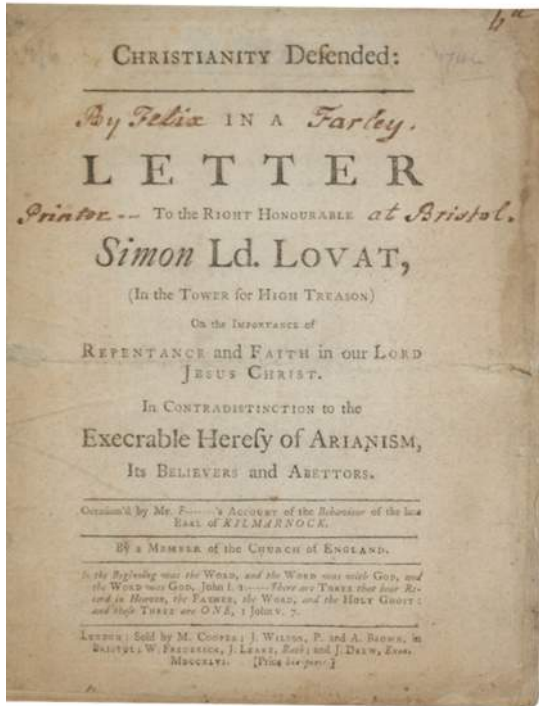 4d
CHRISTIANITY Defended:
By Felix IN A Farley.
LETTER
Printer -- To the RIGHT HONOURABLE at Bristol.
Simon Ld. LOVAT,
(In the TOWER for HIGH TREASON)
On the IMPORTANCE of
REPENTANCE and FAITH in our LORD
JESUS CHRIST.
In CONTRADISTINCTION to the
Execrable Hereſy of ARIANISM,
Its BELIEVERS and ABETTORS.
Occaſion'd by Mr. F------'s ACCOUNT of the Behaviour of the late
EARL of KILMARNOCK.
By a MEMBER of the CHURCH of ENGLAND.
In the Beginning was the WORD, and the WORD was with GOD, and
the WORD was GOD, John I. 1.----There are THREE that bear Re-
cord in Heaven, the FATHER, the WORD, and the HOLY GHOST:
and theſe THREE are ONE, 1 John v. 7.
LONDON: Sold by M. COOPER; J. WILSON, P. and A. BROWN, in
BRISTOL; W. FREDERICK, J. LEAKE, Bath; and J. DREW, Exon.
MDCCXLVI. [Price]